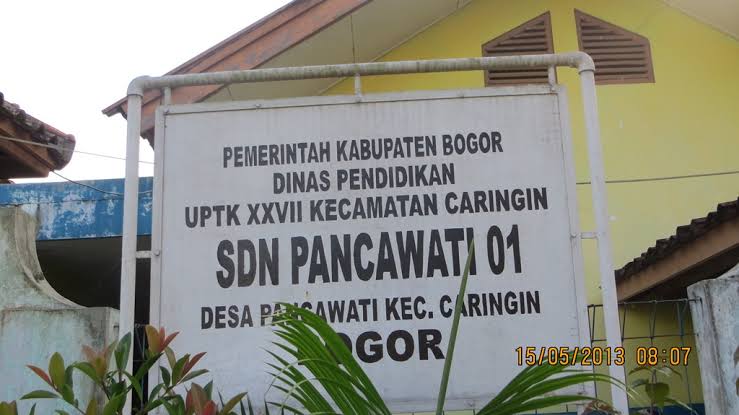 PEMERINTAH KABUPATEN BOGOR
DINAS PENDIDIKAN
UPTK XXVII KECAMATAN CARINGIN
SDN PANCAWATI 01
DESA PANCAWATI KEC. CARINGIN
BOGOR
15/05/2013 08:07